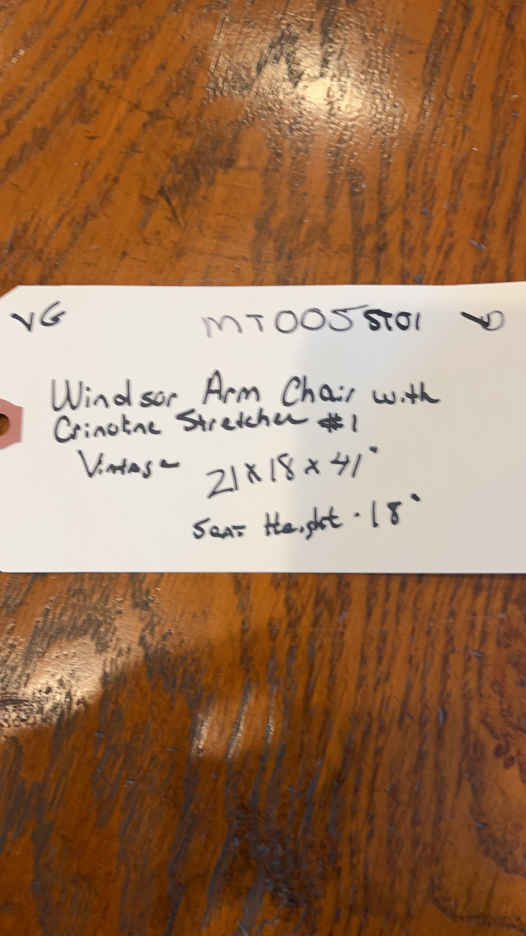 VG MT005ST01
Windsor Arm Chair with
Crinoline Stretcher #1
Vintage 21 x 18 x 41"
Seat Height - 18"